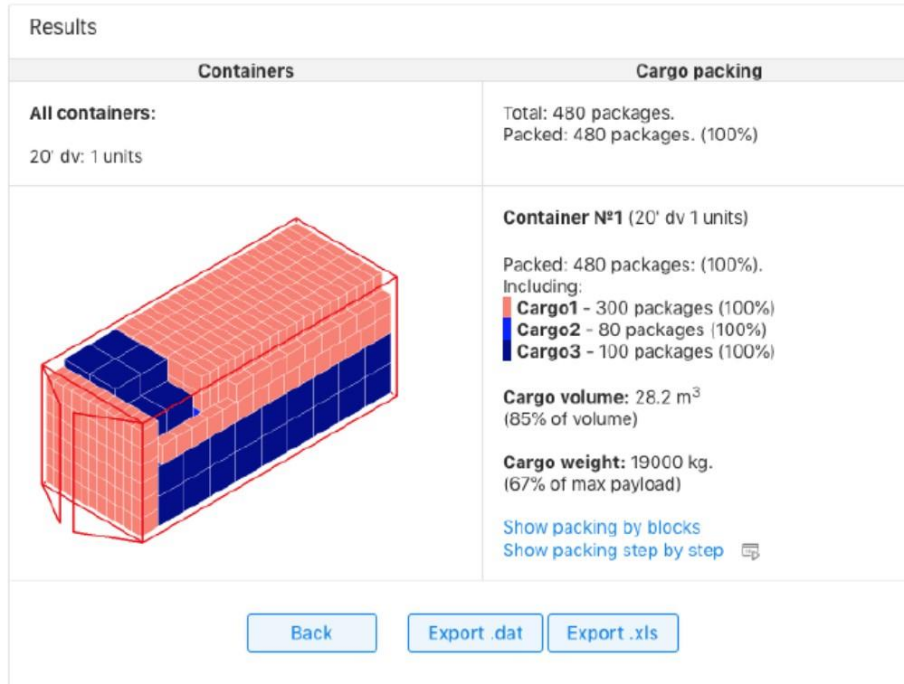 Results
Containers
Cargo packing
All containers:
20' dv: 1 units
Total: 480 packages.
Packed: 480 packages. (100%)
Container №1 (20' dv 1 units)
Packed: 480 packages: (100%).
Including:
Cargo1 - 300 packages (100%)
Cargo2 - 80 packages (100%)
Cargo3 - 100 packages (100%)
Cargo volume: 28.2 m³
(85% of volume)
Cargo weight: 19000 kg.
(67% of max payload)
Show packing by blocks
Show packing step by step
Back
Export .dat
Export .xls